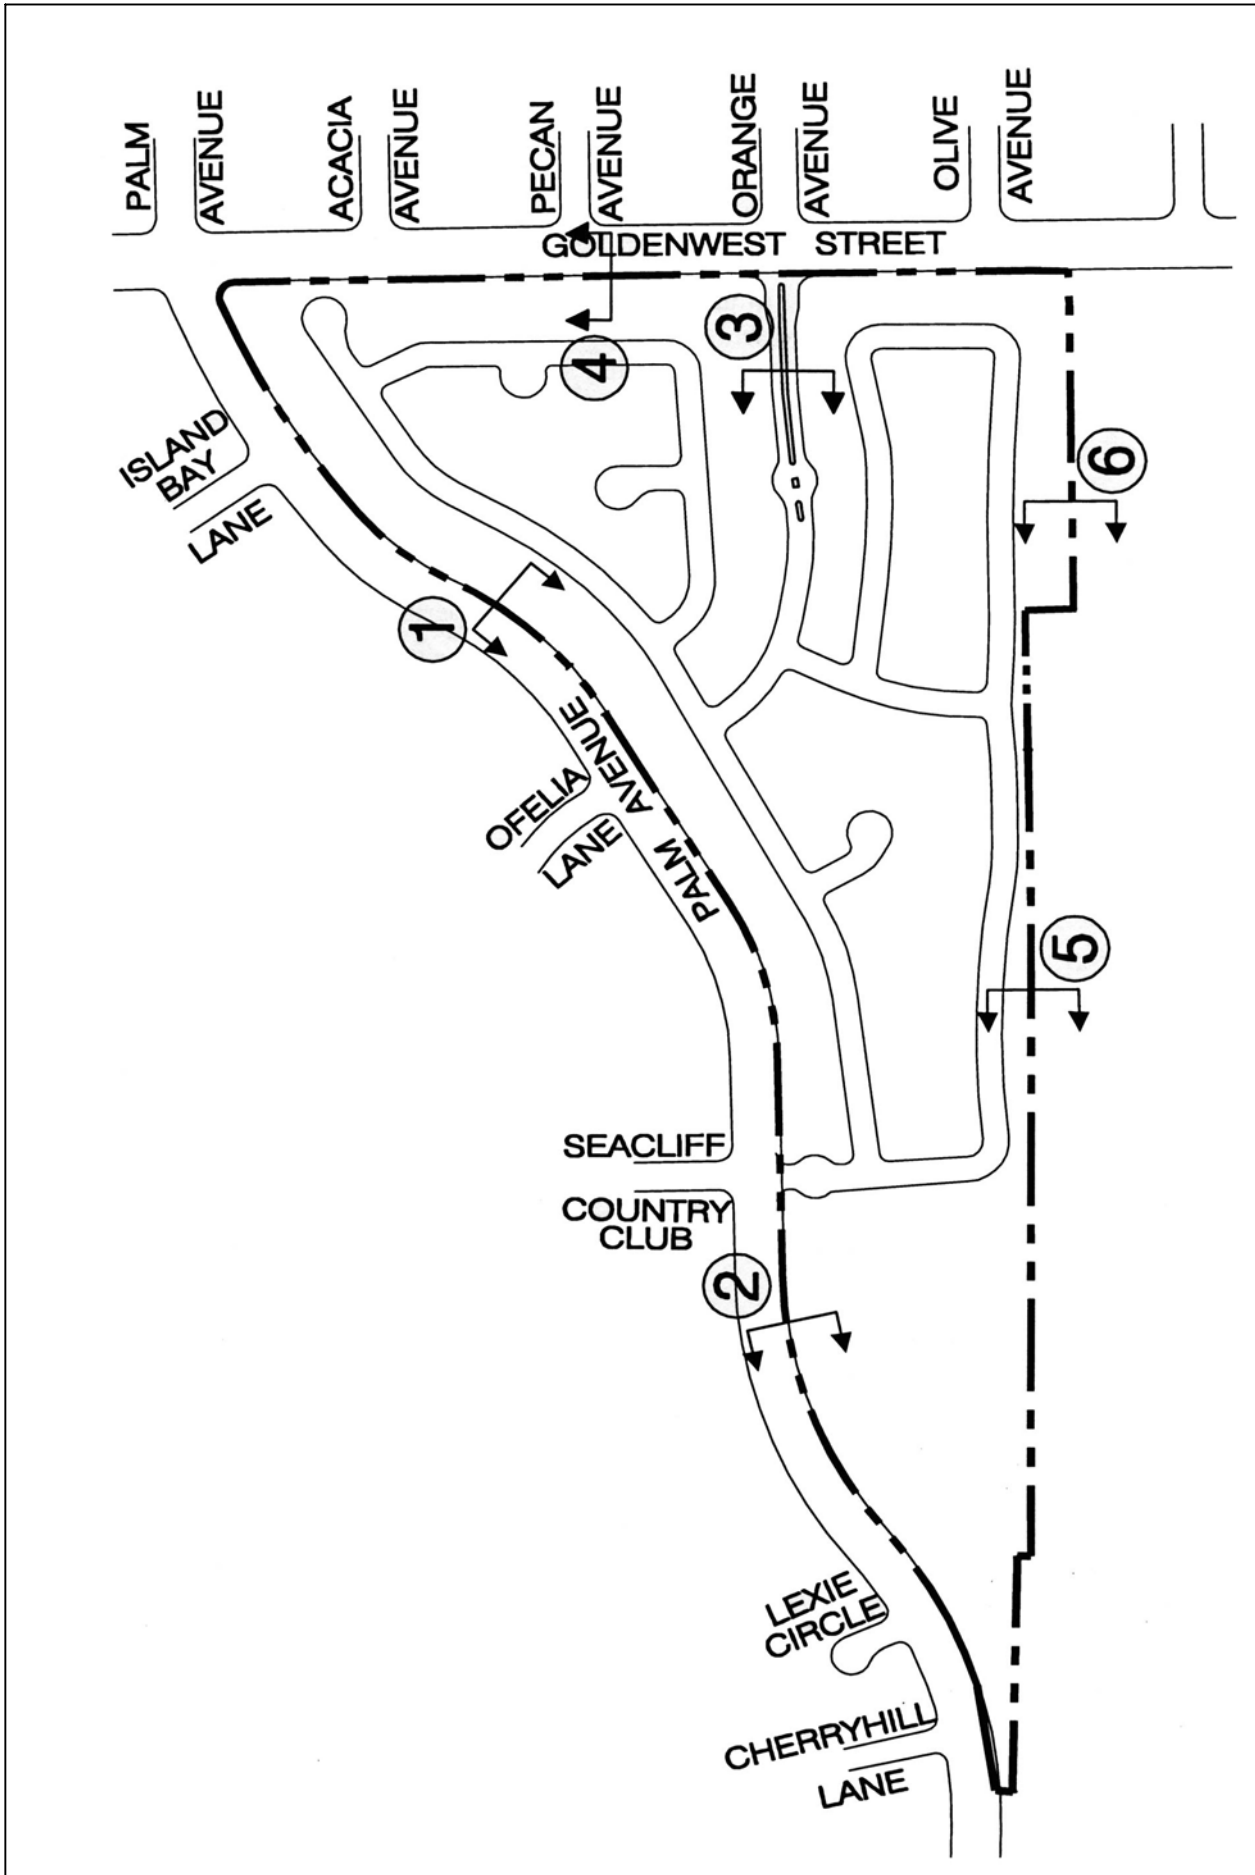 PALM
AVENUE
ACACIA
AVENUE
PECAN
AVENUE
ORANGE
AVENUE
OLIVE
AVENUE
GOLDENWEST STREET
3
4
ISLAND
BAY
LANE
6
1
PALM AVENUE
OFELIA
LANE
5
SEACLIFF
COUNTRY
CLUB
2
LEXIE
CIRCLE
CHERRYHILL
LANE